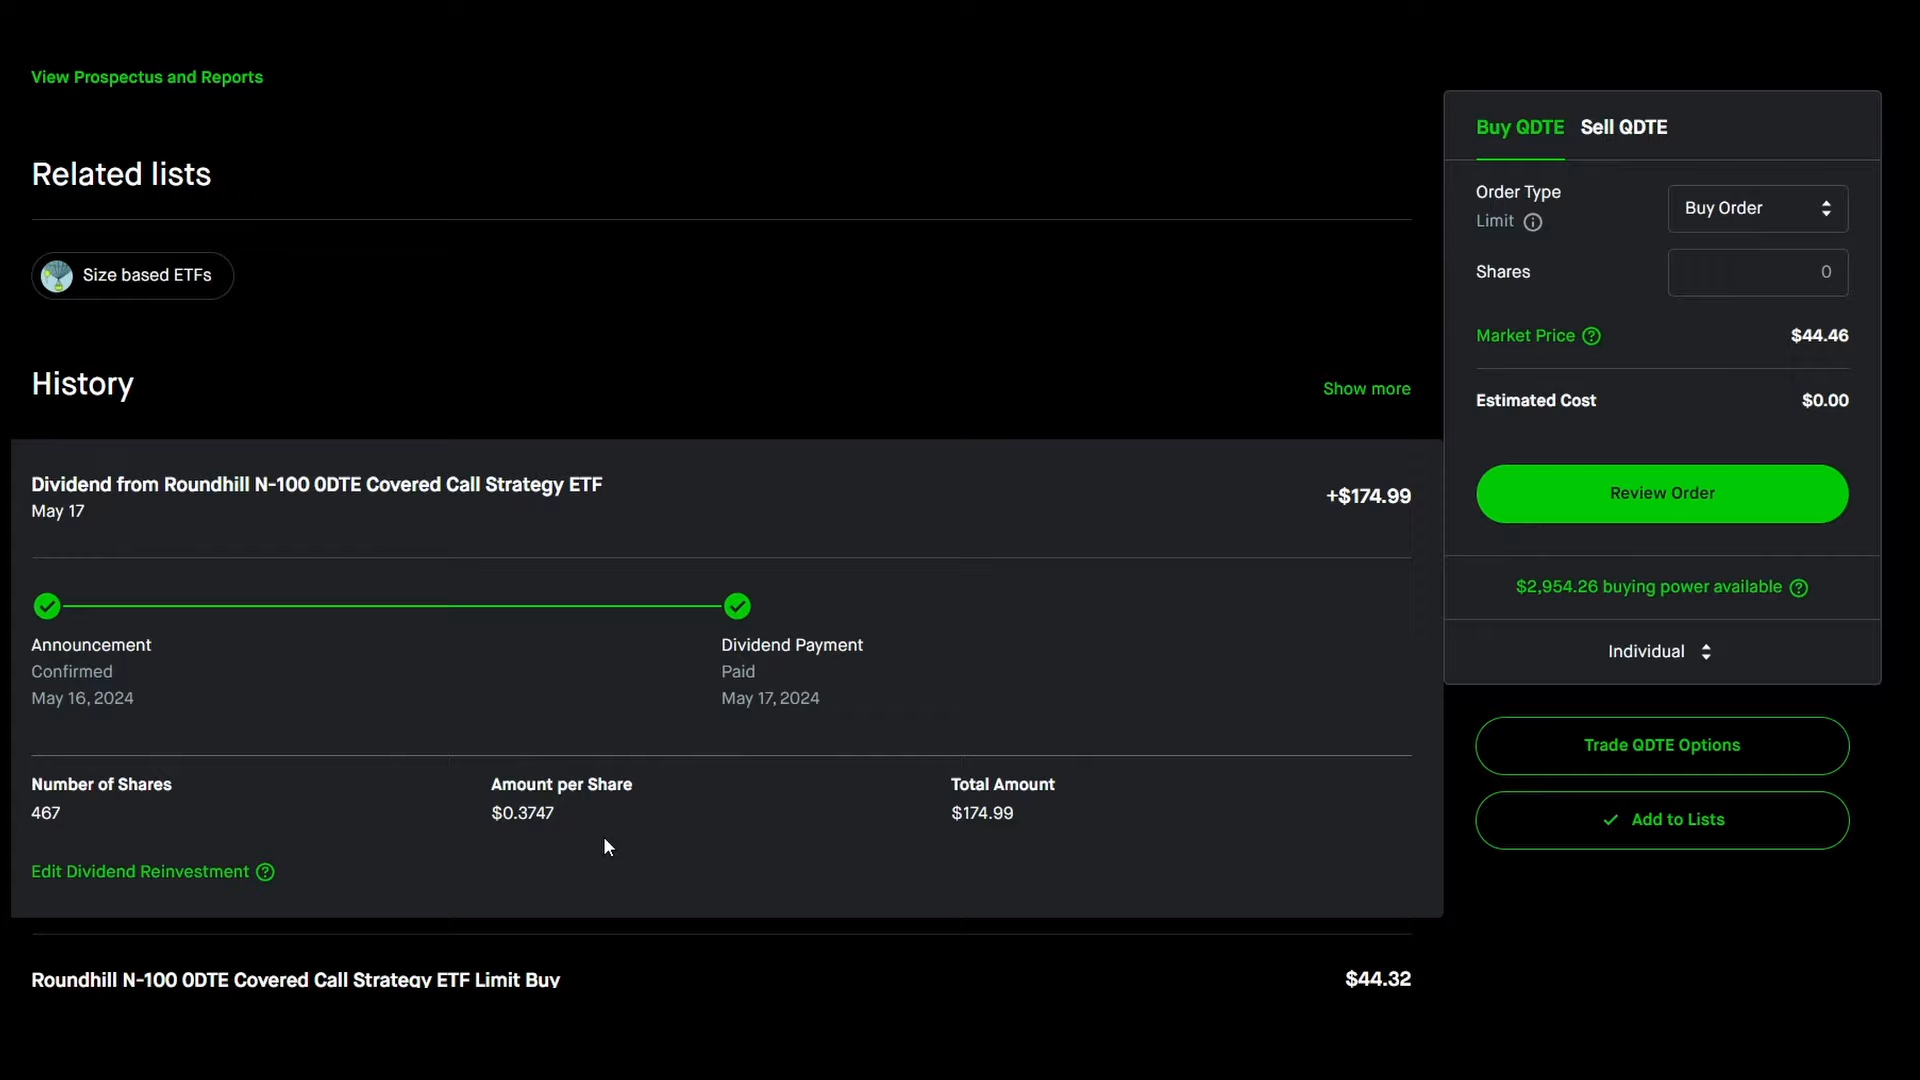 View Prospectus and Reports
Related lists
Size based ETFs
History
Show more
Dividend from Roundhill N-100 0DTE Covered Call Strategy ETF
May 17
+$174.99
Announcement
Confirmed
May 16, 2024
Dividend Payment
Paid
May 17, 2024
Number of Shares
467
Amount per Share
$0.3747
Total Amount
$174.99
Edit Dividend Reinvestment
Roundhill N-100 0DTE Covered Call Strategy ETF Limit Buy
$44.32
Buy QDTE Sell QDTE
Order Type
Limit
Buy Order
Shares
0
Market Price
$44.46
Estimated Cost
$0.00
Review Order
$2,954.26 buying power available
Individual
Trade QDTE Options
Add to Lists